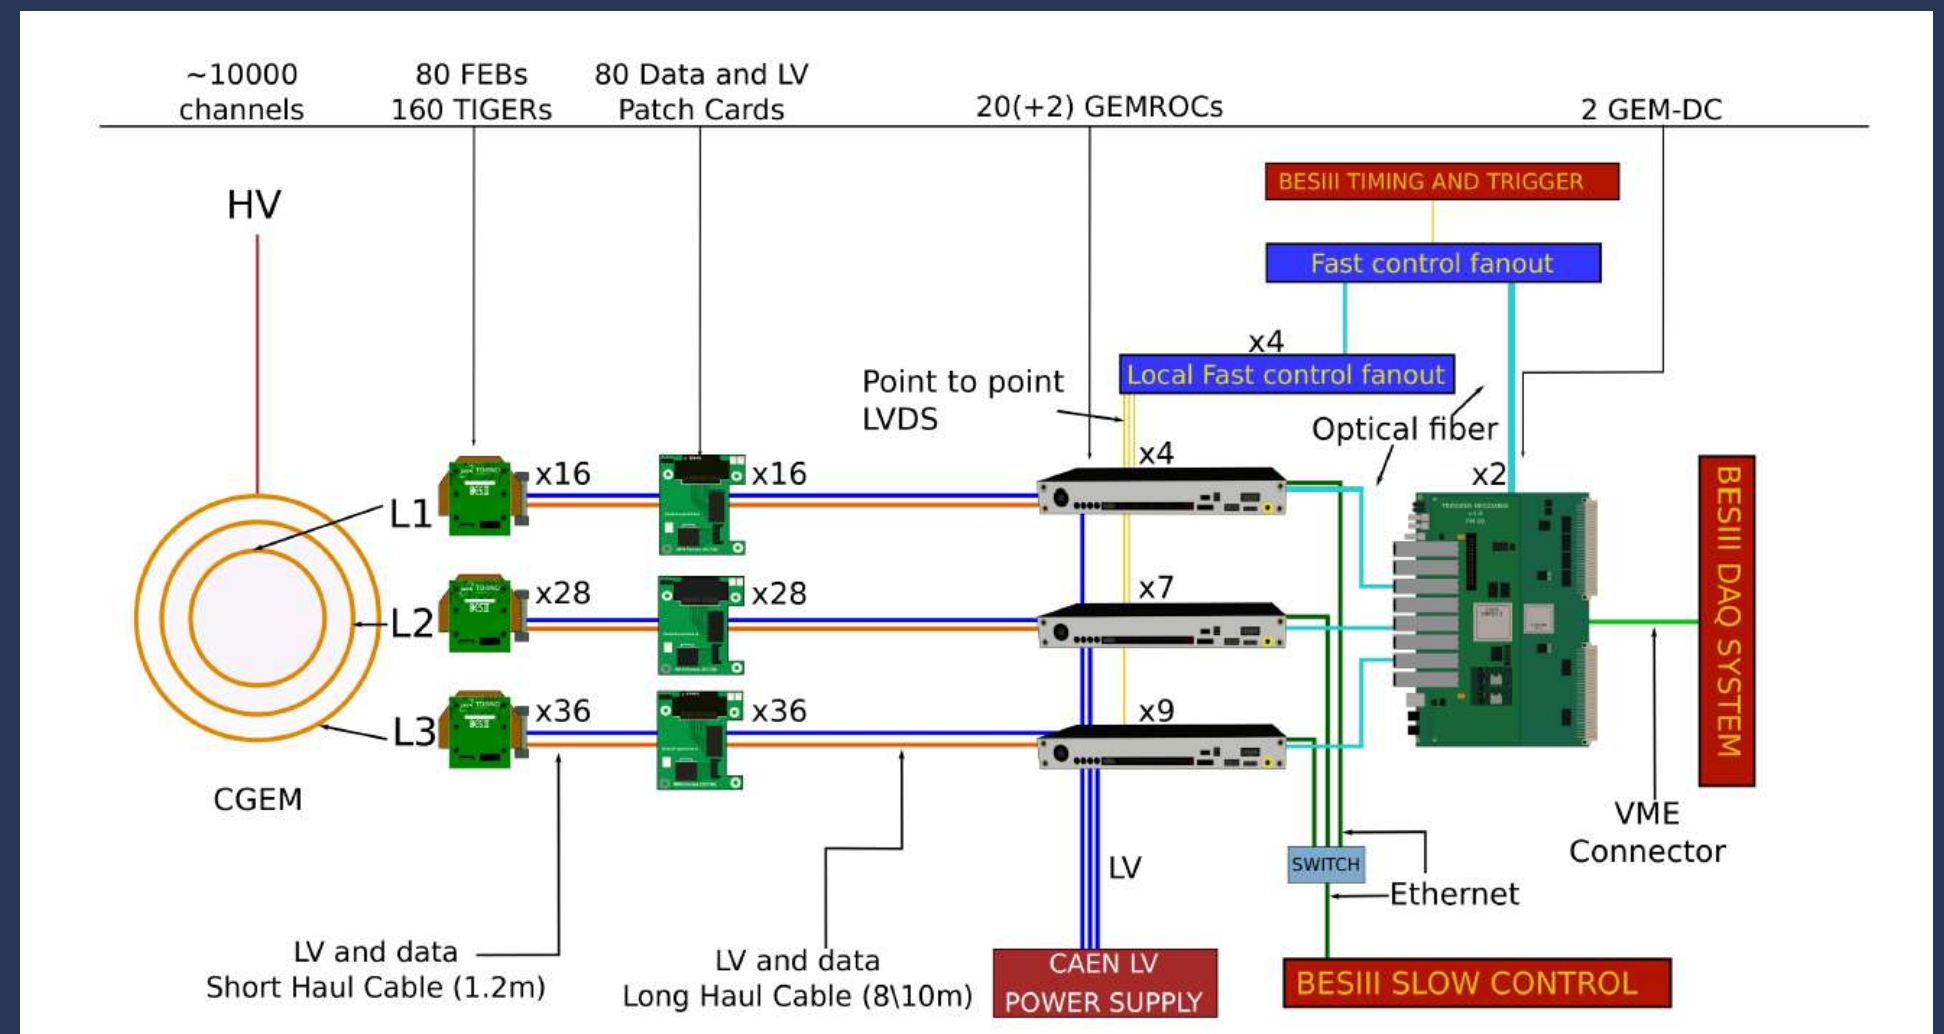 ~10000
channels
80 FEBs
160 TIGERs
80 Data and LV
Patch Cards
20(+2) GEMROCs
2 GEM-DC
HV
BESIII TIMING AND TRIGGER
Fast control fanout
x4
Local Fast control fanout
Point to point
LVDS
Optical fiber
x16
x16
x4
x2
L1
x28
x28
x7
L2
x36
x36
x9
L3
CGEM
BESIII DAQ SYSTEM
VME
Connector
LV
SWITCH
Ethernet
LV and data
Short Haul Cable (1.2m)
LV and data
Long Haul Cable (8\10m)
CAEN LV
POWER SUPPLY
BESIII SLOW CONTROL